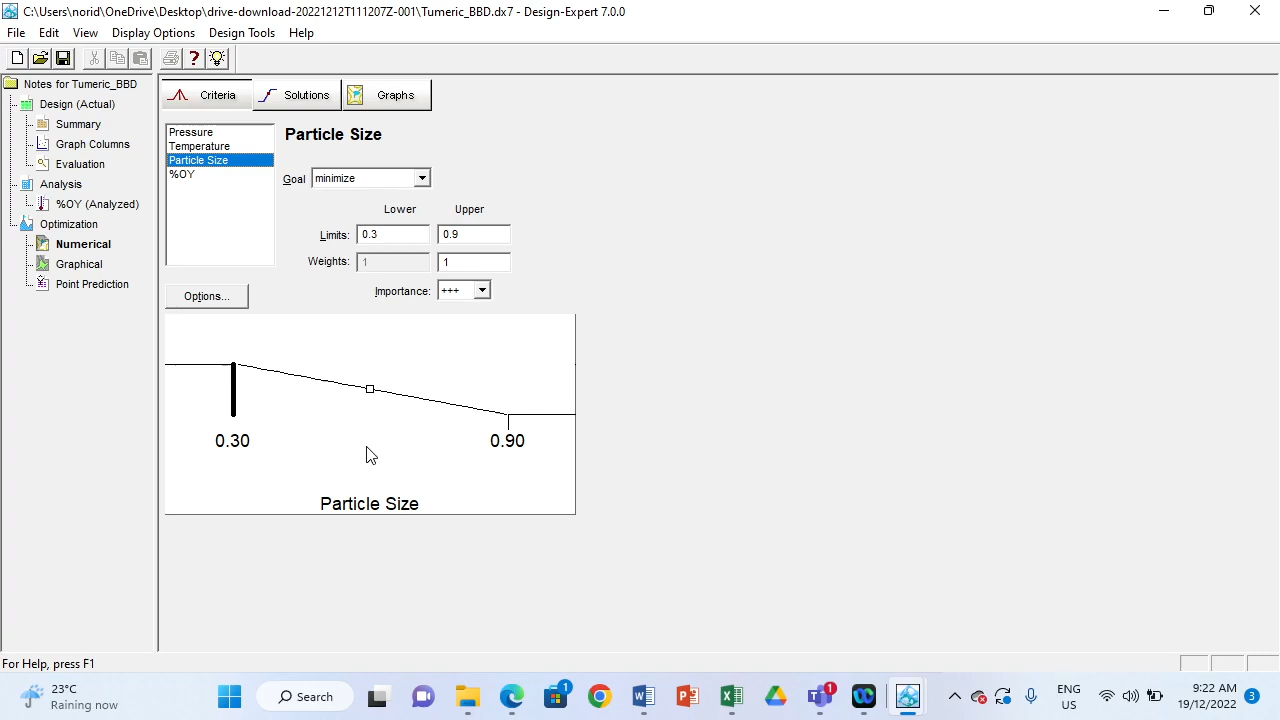 C:\Users\norid\OneDrive\Desktop\drive-download-20221212T111207Z-001\Tumeric_BBD.dx7 - Design-Expert 7.0.0
File Edit View Display Options Design Tools Help
Notes for Tumeric_BBD
Design (Actual)
Summary
Graph Columns
Evaluation
Analysis
%OY (Analyzed)
Optimization
Numerical
Graphical
Point Prediction
Criteria Solutions Graphs
Pressure
Temperature
Particle Size
%OY
Options...
Particle Size
Goal minimize
Lower Upper
Limits: 0.3 0.9
Weights: 1 1
Importance: +++
0.30 0.90
Particle Size
For Help, press F1
23°C
Raining now
Search
1
1
ENG
US
9:22 AM
19/12/2022
3